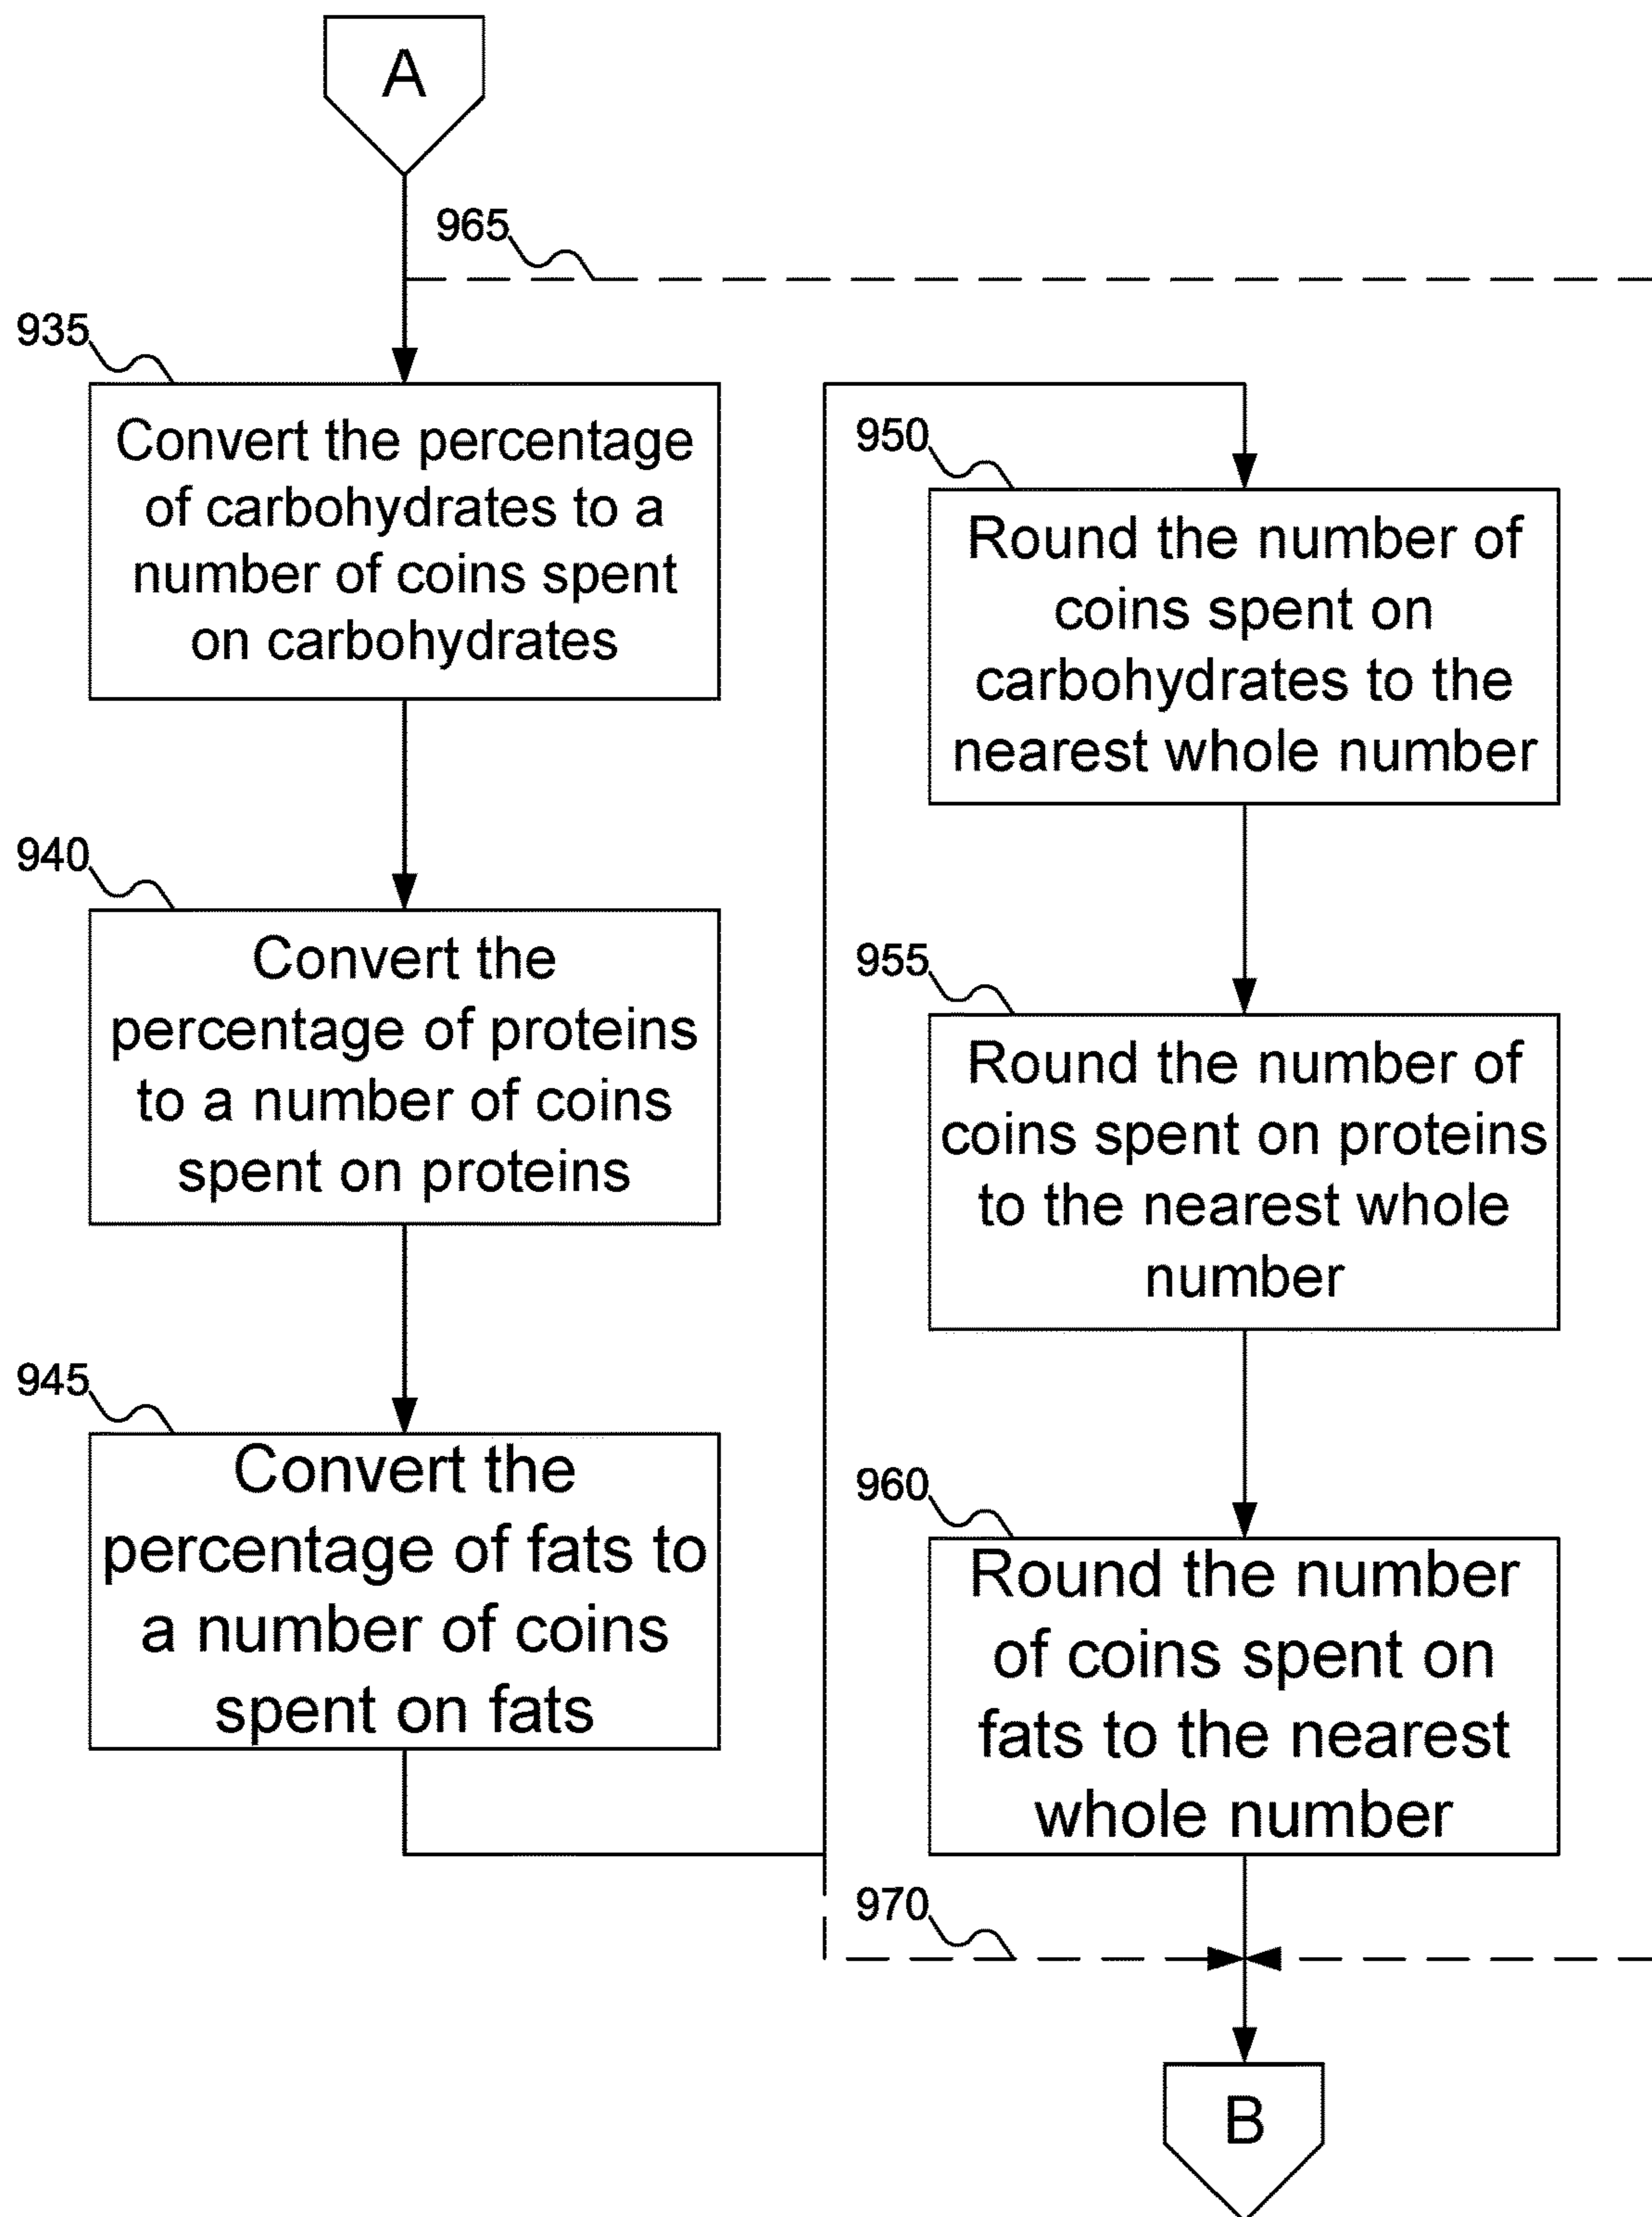 A
965
935
Convert the percentage
of carbohydrates to a
number of coins spent
on carbohydrates
940
Convert the
percentage of proteins
to a number of coins
spent on proteins
945
Convert the
percentage of fats to
a number of coins
spent on fats
950
Round the number of
coins spent on
carbohydrates to the
nearest whole number
955
Round the number of
coins spent on proteins
to the nearest whole
number
960
Round the number
of coins spent on
fats to the nearest
whole number
970
B